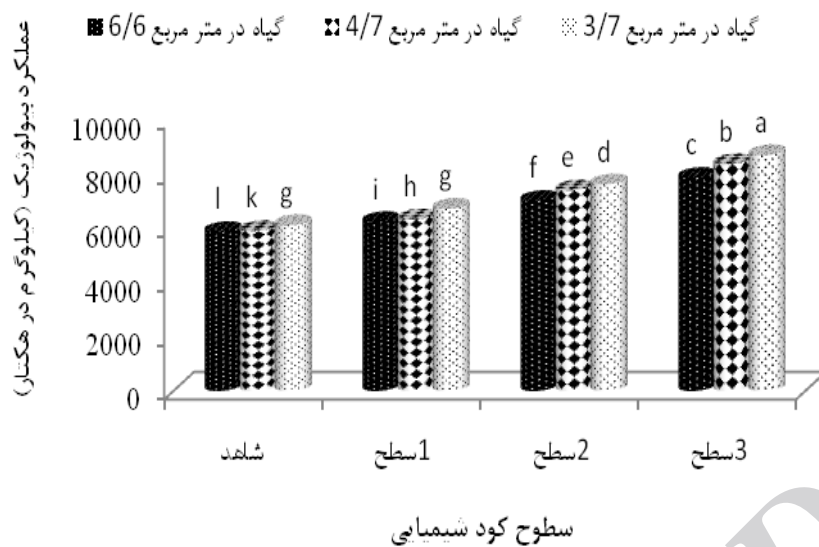 6/6 گیاه در متر مربع 4/7 گیاه در متر مربع 3/7 گیاه در متر مربع
عملکرد بیولوژیک (کیلوگرم در هکتار)
10000
8000
6000
4000
2000
0
l k g i h g f e d c b a
شاهد سطح1 سطح2 سطح3
سطوح کود شیمیایی